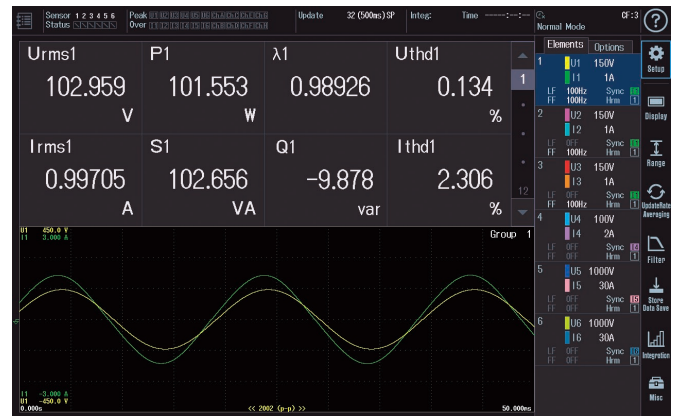 Sensor 1 2 3 4 5 6
Status
Peak
Over
Update 32 (500ms)SP
Integ: Time -----:--:--
Normal Mode
CF:3
?
Urms1
102.959
V
P1
101.553
W
λ1
0.98926
Uthd1
0.134
%
Irms1
0.99705
A
S1
102.656
VA
Q1
-9.878
var
Ithd1
2.306
%
1
12
U1 450.0 V
I1 3.000 A
Group 1
I1 -3.000 A
U1 -450.0 V
0.000s
<< 2002 (p-p) >>
50.000ms
Elements Options
1 U1 150V
I1 1A
LF 100Hz Sync
FF 100Hz Hrm 1
2 U2 150V
I2 1A
LF OFF Sync
FF 100Hz Hrm 1
3 U3 150V
I3 1A
LF OFF Sync
FF 100Hz Hrm 1
4 U4 100V
I4 2A
LF OFF Sync
FF OFF Hrm 1
5 U5 1000V
I5 30A
LF OFF Sync
FF OFF Hrm 1
6 U6 1000V
I6 30A
LF OFF Sync
FF OFF Hrm 1
Setup
Display
Range
UpdateRate
Averaging
Filter
Store
Data Save
Integration
Misc